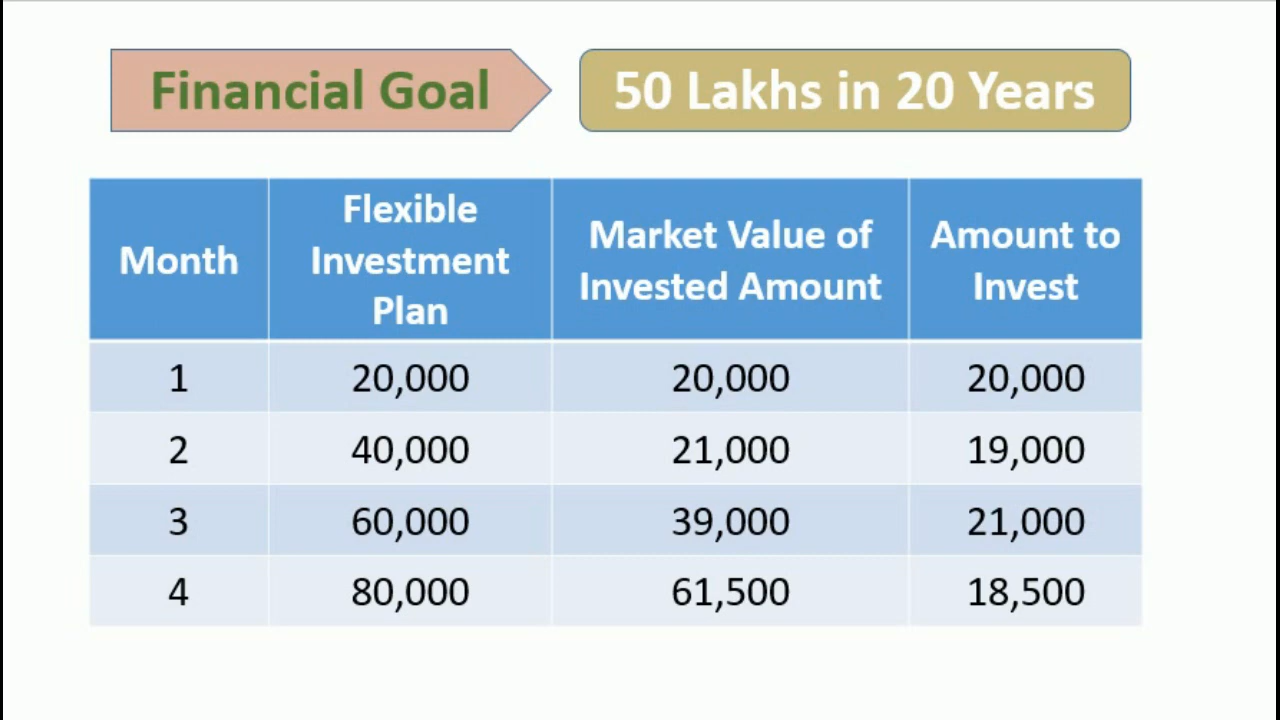 Financial Goal
50 Lakhs in 20 Years
Month
Flexible
Investment
Plan
Market Value of
Invested Amount
Amount to
Invest
1 20,000 20,000 20,000
2 40,000 21,000 19,000
3 60,000 39,000 21,000
4 80,000 61,500 18,500